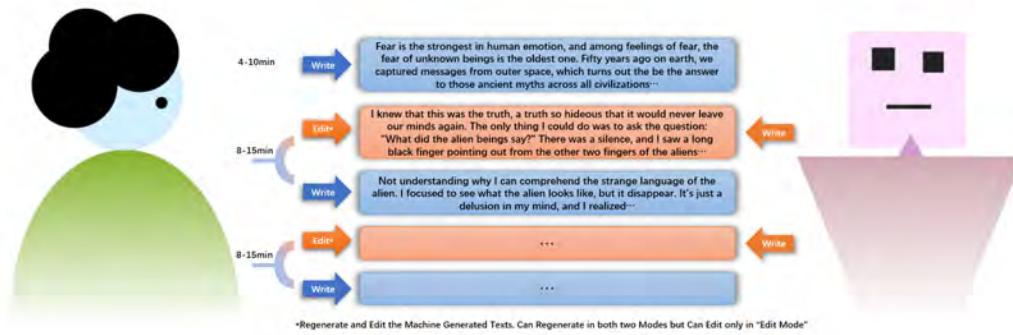 4-10min
Write
Fear is the strongest in human emotion, and among feelings of fear, the
fear of unknown beings is the oldest one. Fifty years ago on earth, we
captured messages from outer space, which turns out the be the answer
to those ancient myths across all civilizations···
8-15min
Edit*
I knew that this was the truth, a truth so hideous that it would never leave
our minds again. The only thing I could do was to ask the question:
"What did the alien beings say?" There was a silence, and I saw a long
black finger pointing out from the other two fingers of the aliens···
Write
Write
Not understanding why I can comprehend the strange language of the
alien. I focused to see what the alien looks like, but it disappear. It's just a
delusion in my mind, and I realized···
8-15min
Edit*
···
Write
Write
···
*Regenerate and Edit the Machine Generated Texts. Can Regenerate in both two Modes but Can Edit only in "Edit Mode"